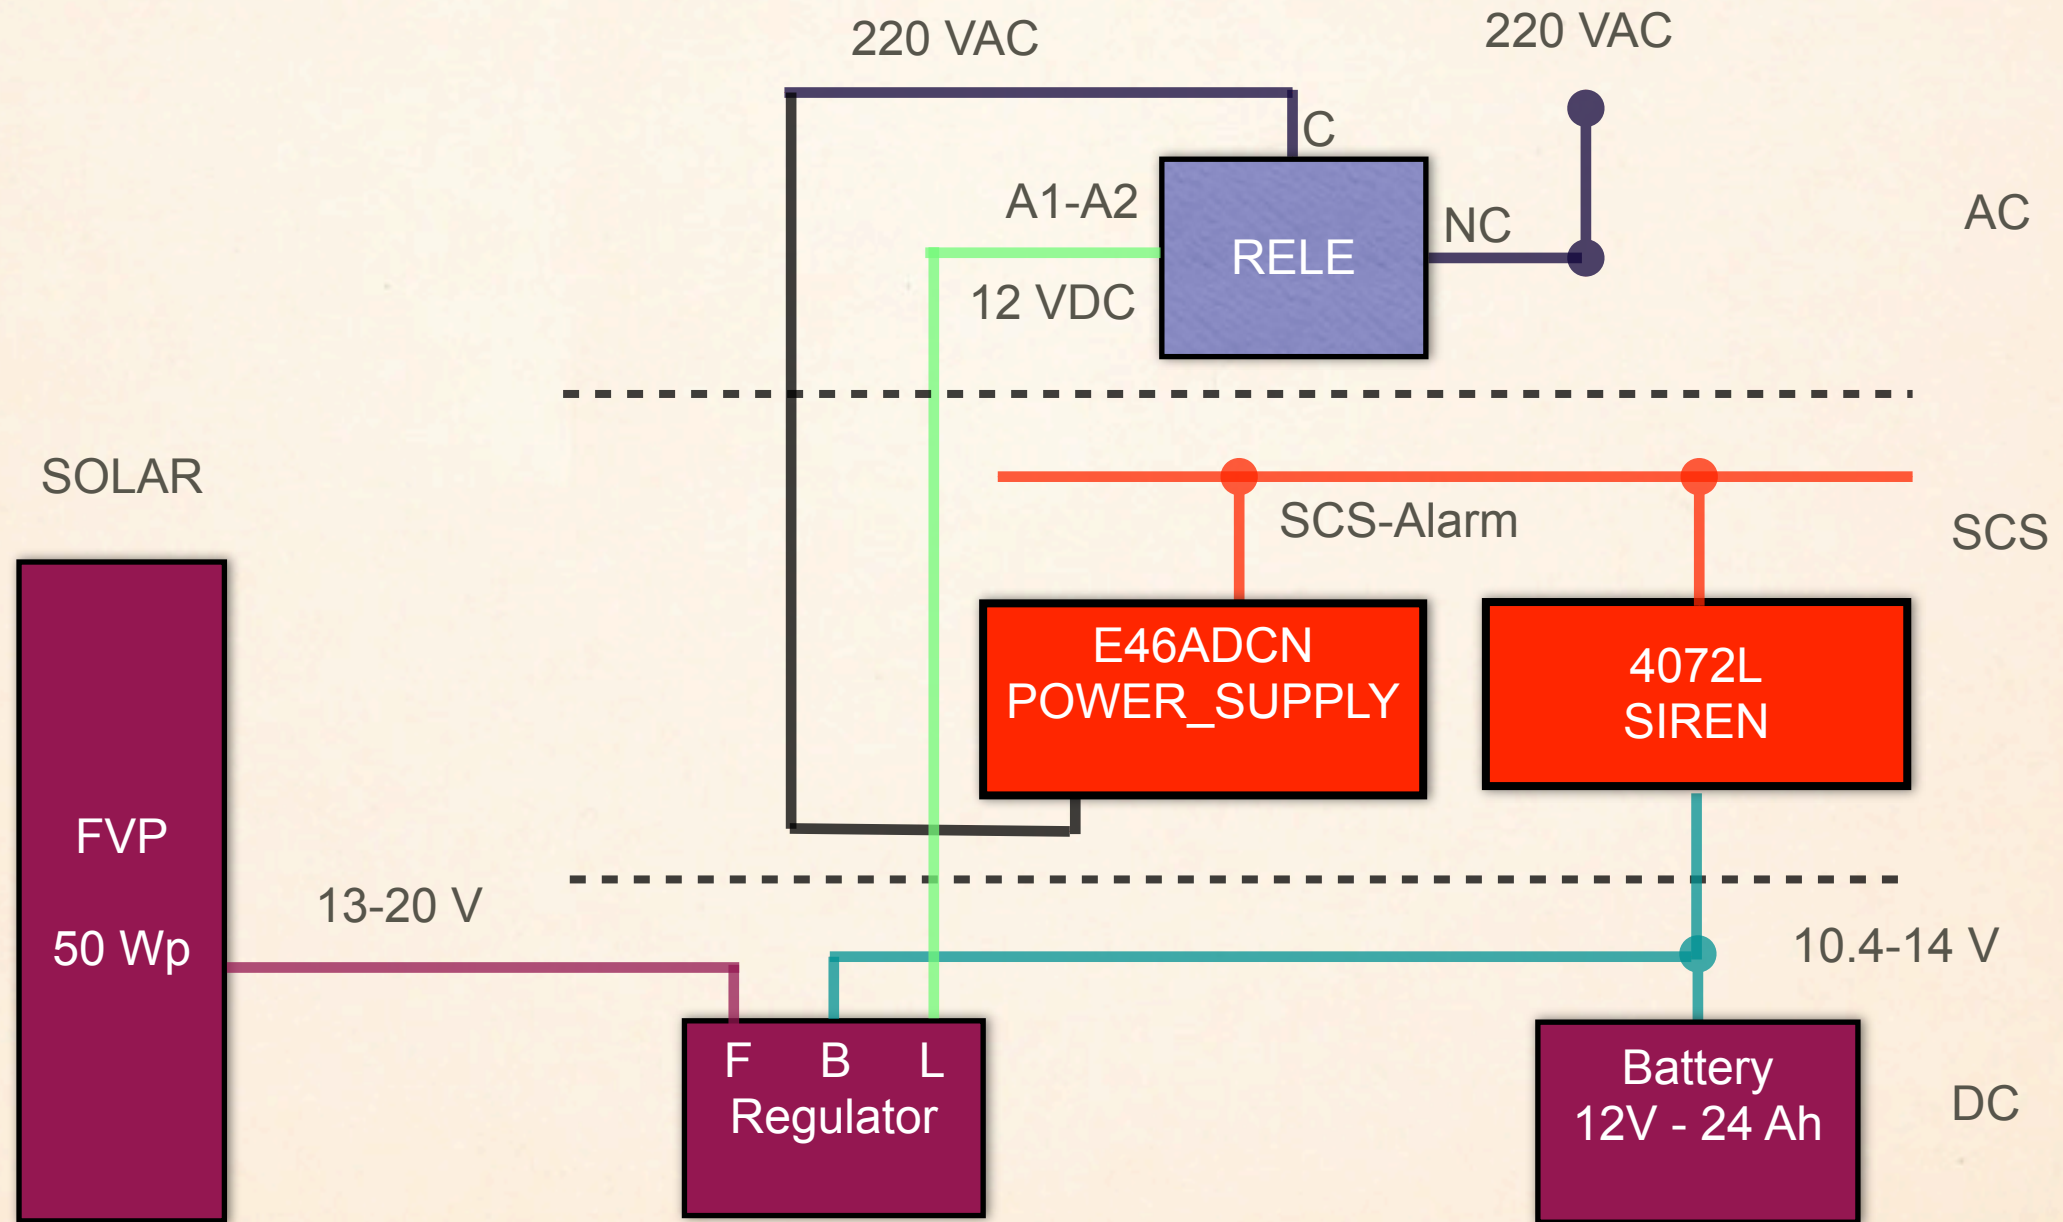 220 VAC
220 VAC
C
A1-A2
NC
AC
RELE
12 VDC
SOLAR
SCS-Alarm
SCS
E46ADCN
POWER_SUPPLY
4072L
SIREN
FVP
50 Wp
13-20 V
10.4-14 V
F B L
Regulator
Battery
12V - 24 Ah
DC